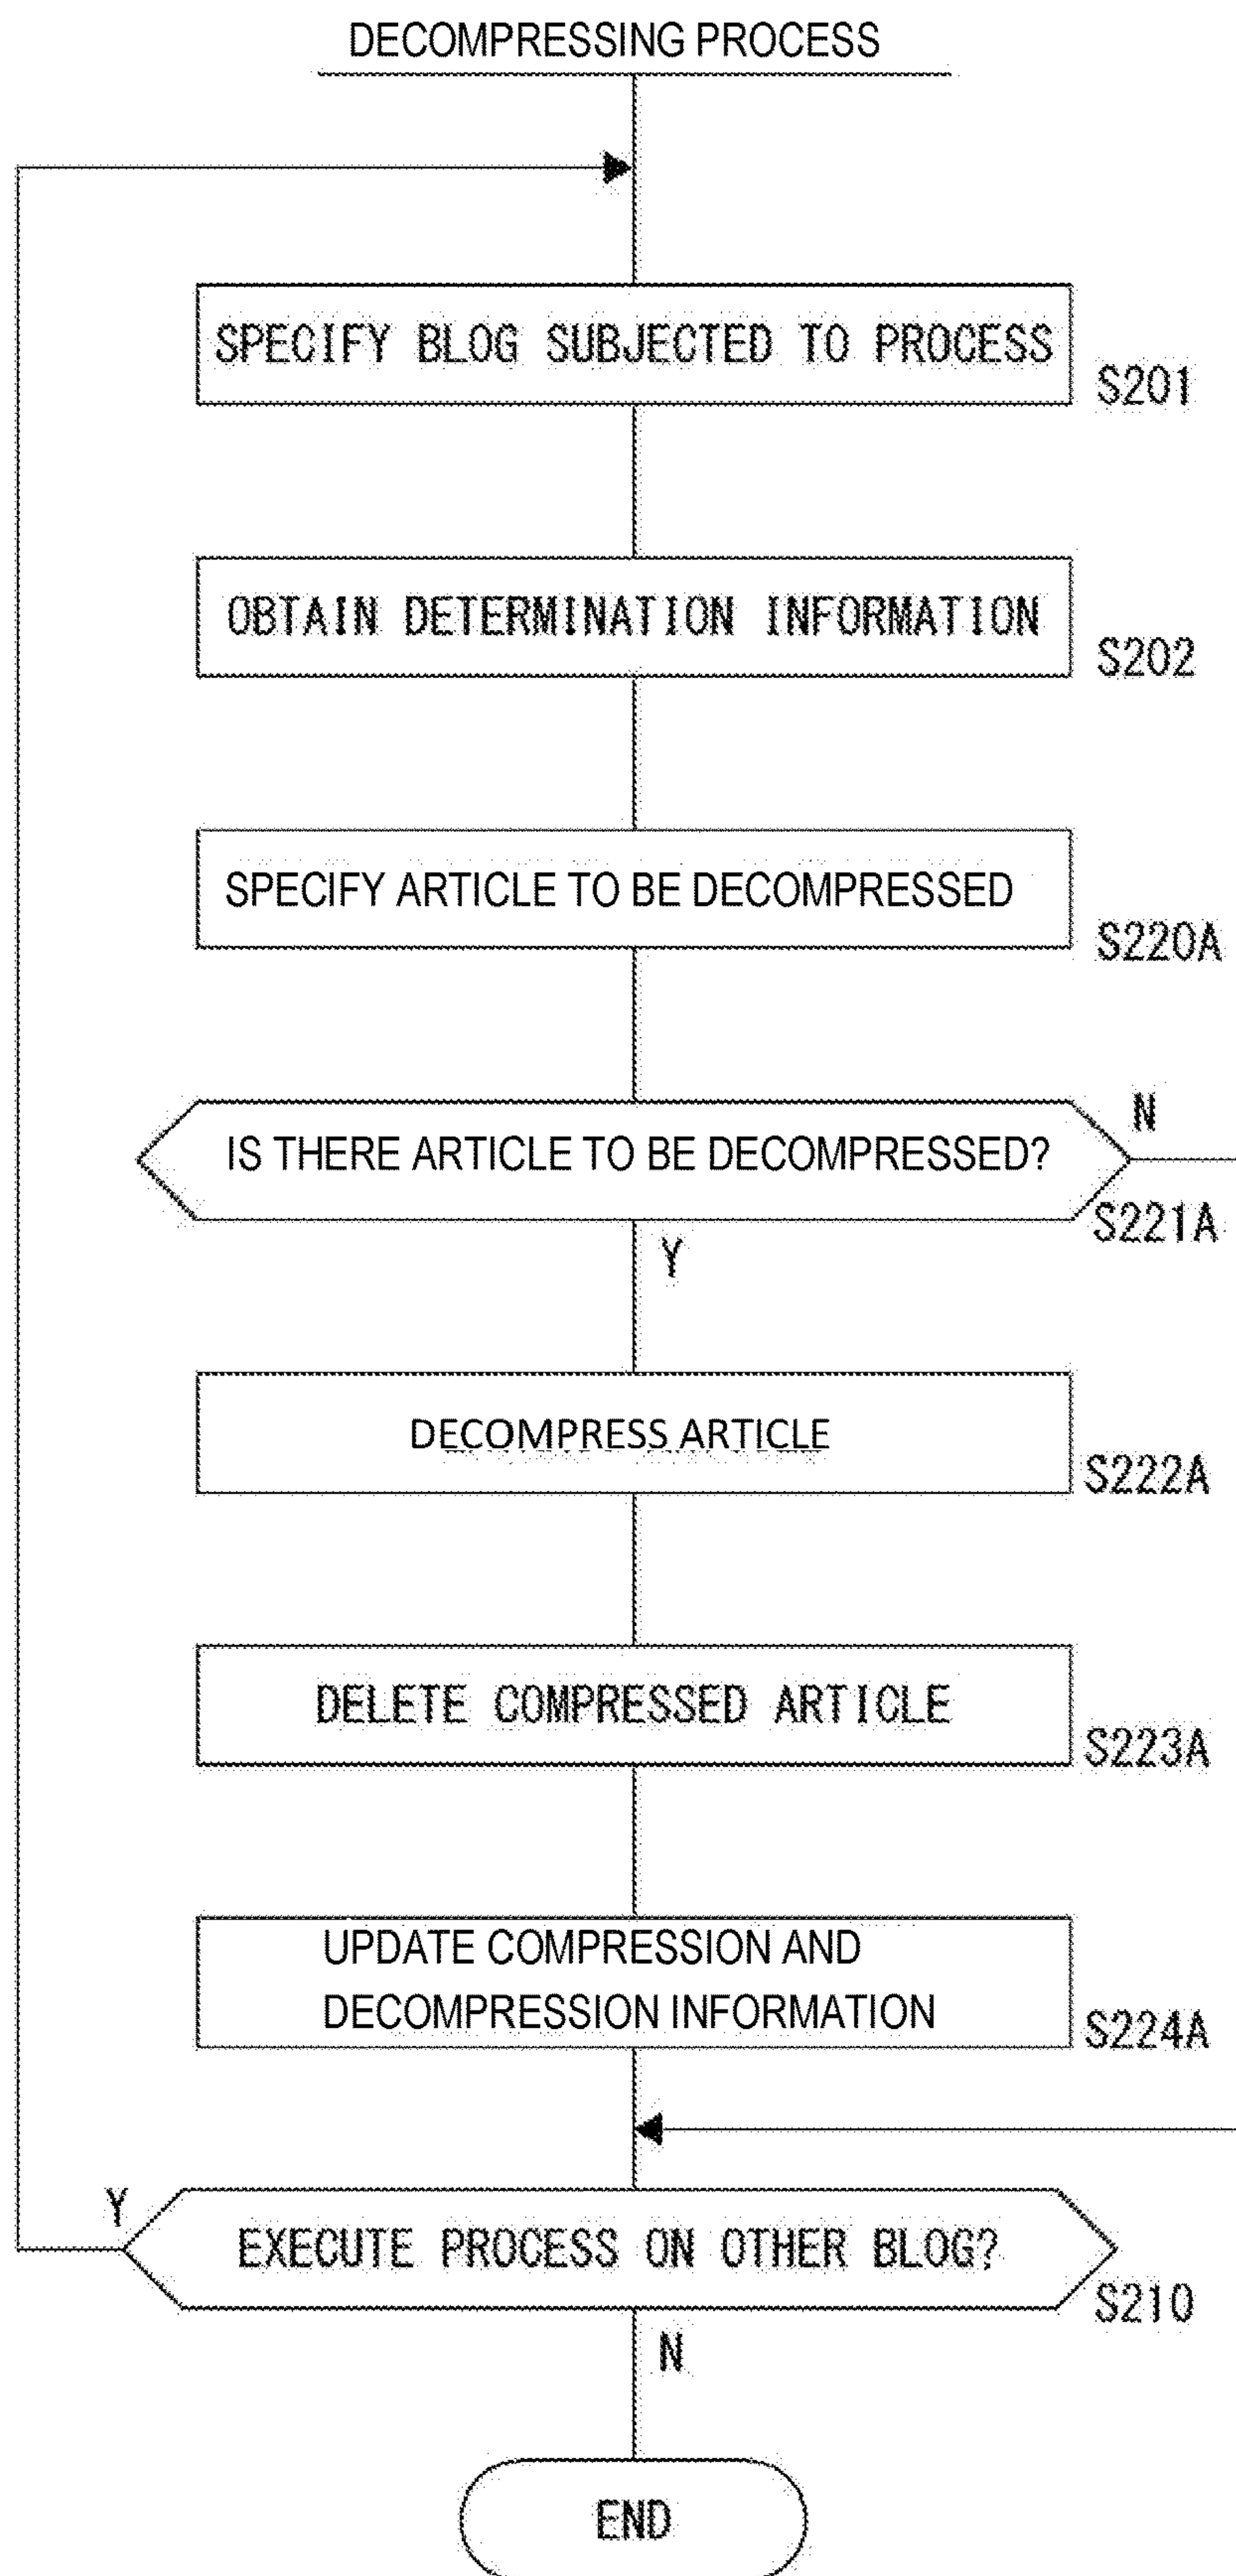 DECOMPRESSING PROCESS
SPECIFY BLOG SUBJECTED TO PROCESS
S201
OBTAIN DETERMINATION INFORMATION
S202
SPECIFY ARTICLE TO BE DECOMPRESSED
S220A
IS THERE ARTICLE TO BE DECOMPRESSED?
N
S221A
Y
DECOMPRESS ARTICLE
S222A
DELETE COMPRESSED ARTICLE
S223A
UPDATE COMPRESSION AND
DECOMPRESSION INFORMATION
S224A
Y
EXECUTE PROCESS ON OTHER BLOG?
S210
N
END